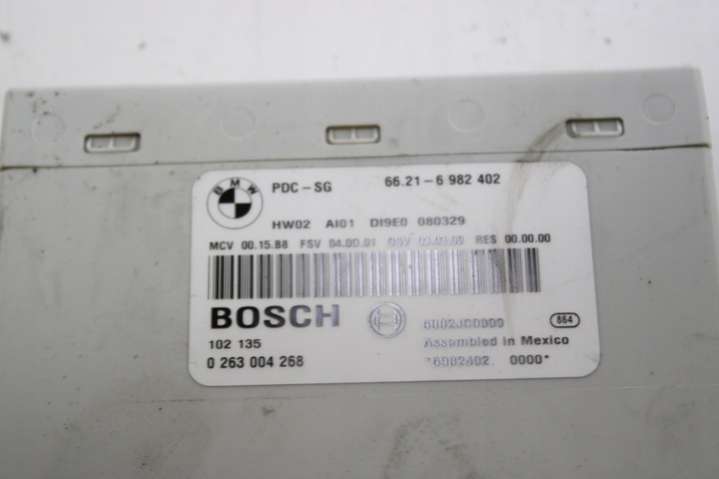 BMW
PDC-SG 66.21-6 982 402
HW02 AI01 DI9E0 080329
MCV 00.15.88 FSV 04.00.01 RES 00.00.00
BOSCH
102 135 864
Assembled in Mexico
0 263 004 268 0000*